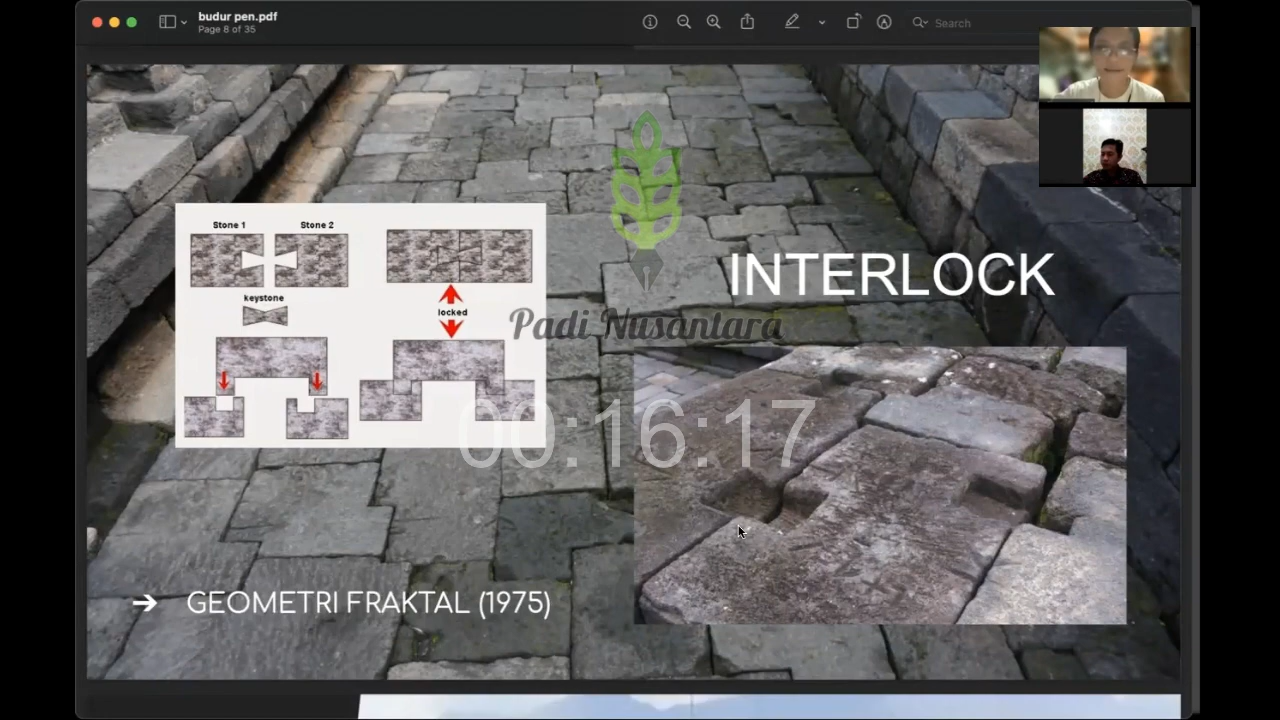 budur pen.pdf
Page 8 of 35
Search
Stone 1
Stone 2
keystone
locked
INTERLOCK
Padi Nusantara
00:16:17
GEOMETRI FRAKTAL (1975)